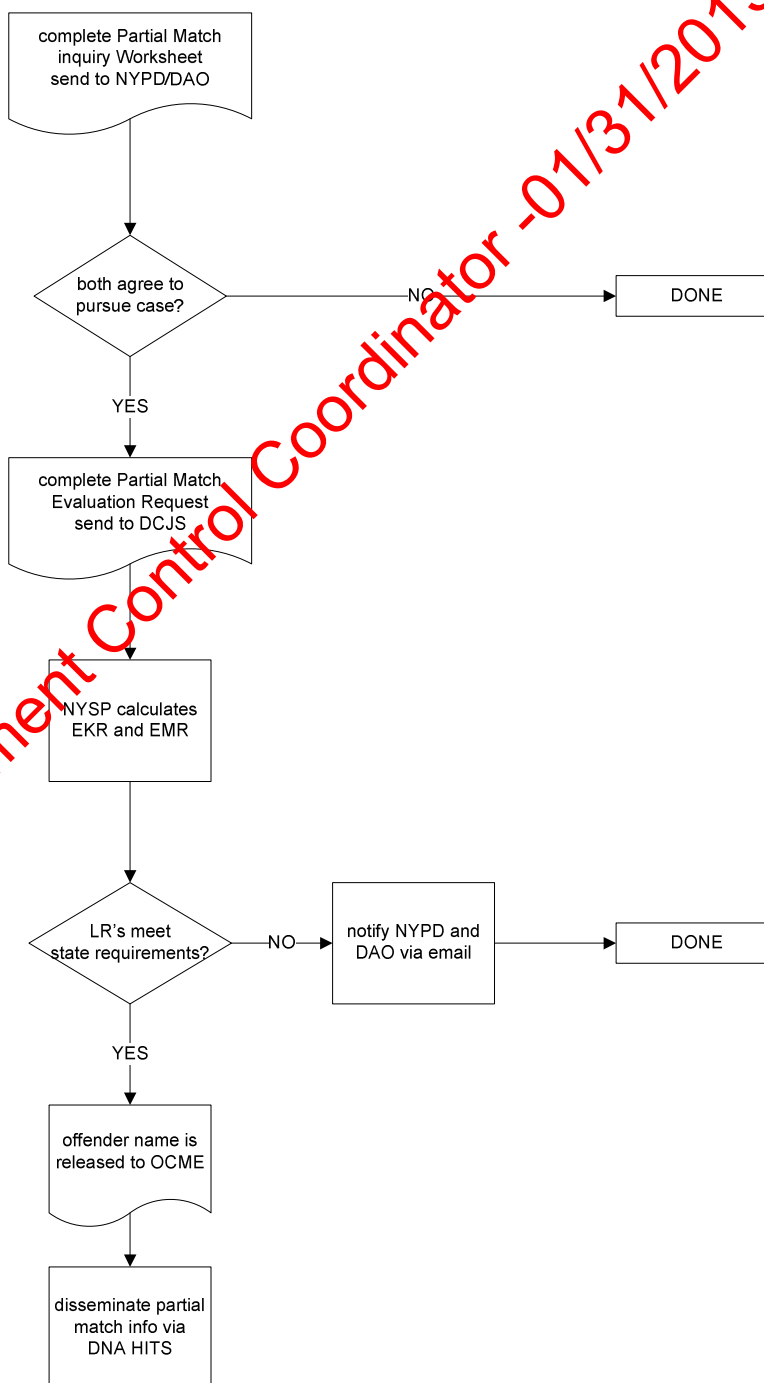 complete Partial Match
inquiry Worksheet
send to NYPD/DAO
both agree to
pursue case?
NO
DONE
YES
complete Partial Match
Evaluation Request
send to DCJS
NYSP calculates
EKR and EMR
LR's meet
state requirements?
NO
notify NYPD and
DAO via email
DONE
YES
offender name is
released to OCME
disseminate partial
match info via
DNA HITS
Control Coordinator -01/31/2013